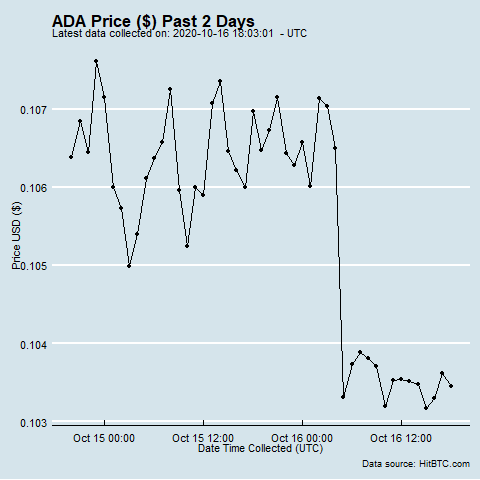 ADA Price ($) Past 2 Days
Latest data collected on: 2020-10-16 18:03:01 - UTC
0.107
0.106
0.105
0.104
0.103
Price USD ($)
Oct 15 00:00 Oct 15 12:00 Oct 16 00:00 Oct 16 12:00
Date Time Collected (UTC)
Data source: HitBTC.com